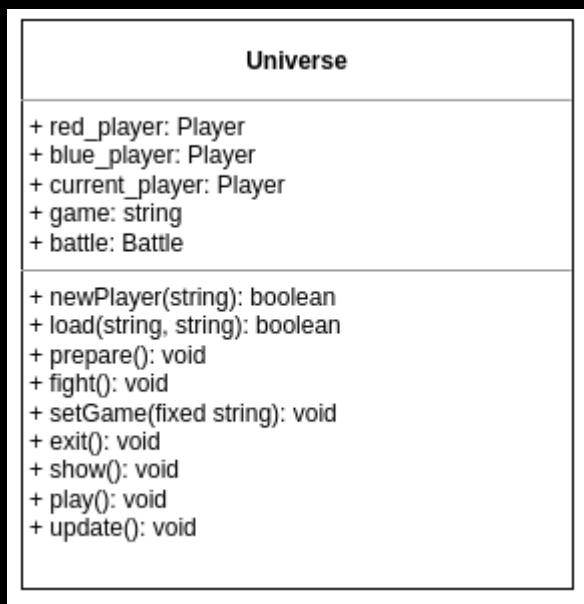 Universe
+ red_player: Player
+ blue_player: Player
+ current_player: Player
+ game: string
+ battle: Battle
+ newPlayer(string): boolean
+ load(string, string): boolean
+ prepare(): void
+ fight(): void
+ setGame(fixed string): void
+ exit(): void
+ show(): void
+ play(): void
+ update(): void